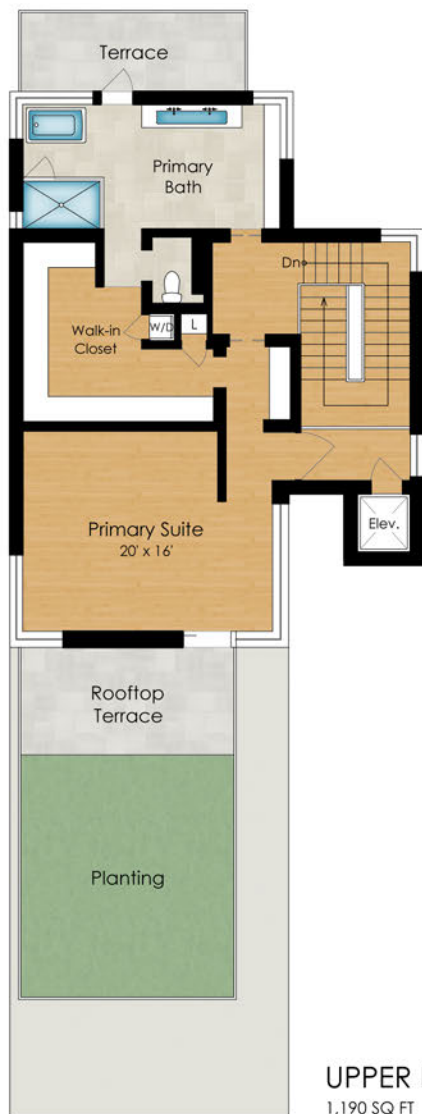 Terrace
Primary
Bath
Dn
Walk-in
Closet
W/D
L
Primary Suite
20' x 16'
Elev.
Rooftop
Terrace
Planting
UPPER
1,190 SQ FT